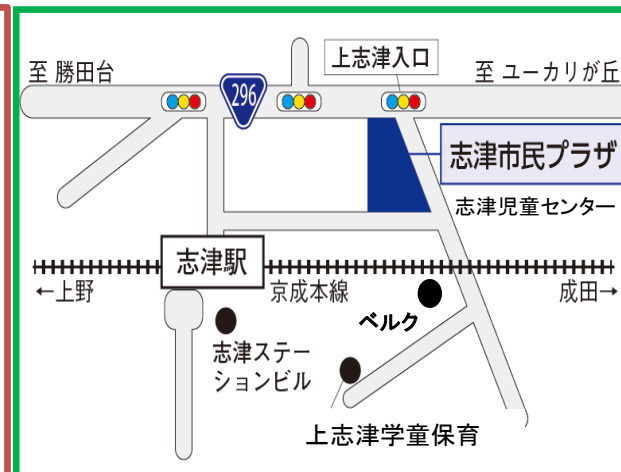 上志津入口
至 勝田台
至 ユーカリが丘
296
志津市民プラザ
志津児童センター
志津駅
←上野
京成本線
成田→
ベルク
志津ステー
ションビル
上志津学童保育